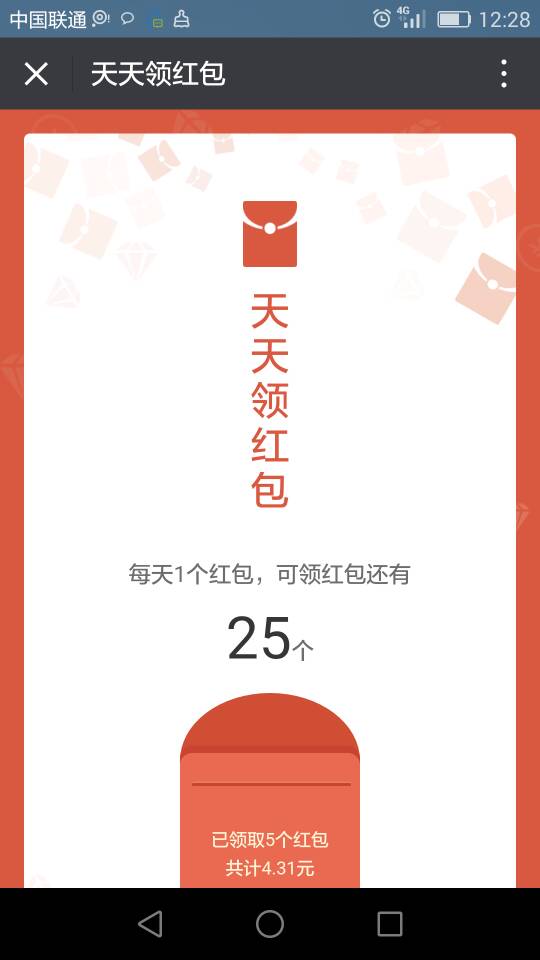 中国联通 4G 12:28
天天领红包
天天领红包
每天1个红包，可领红包还有
25个
已领取5个红包
共计4.31元